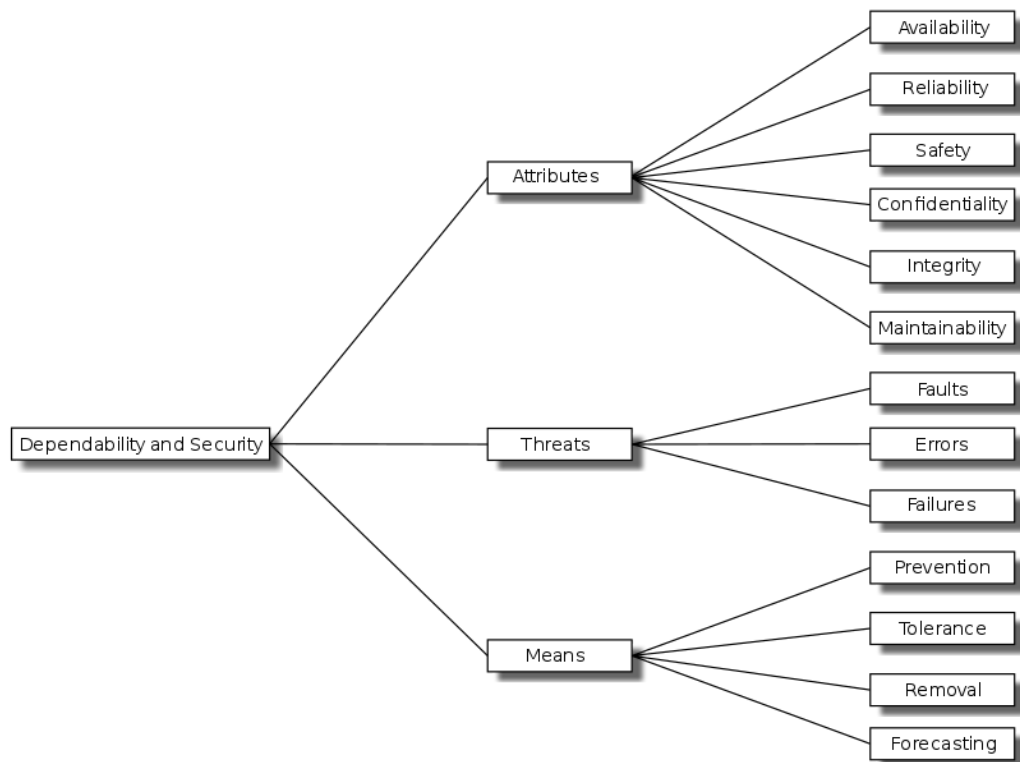 Availability
Reliability
Safety
Attributes
Confidentiality
Integrity
Maintainability
Faults
Dependability and Security
Threats
Errors
Failures
Prevention
Tolerance
Means
Removal
Forecasting